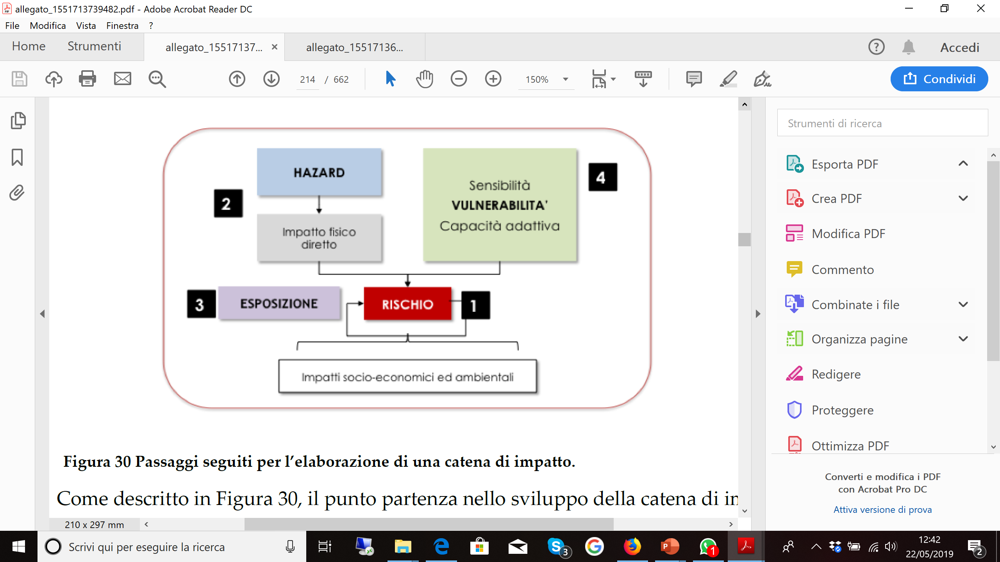 allegato_1551713739482.pdf - Adobe Acrobat Reader DC
File Modifica Vista Finestra ?
Home Strumenti allegato_15517137... × allegato_15517136... ? Accedi
214 / 662 150% Condividi
Strumenti di ricerca
Esporta PDF
Crea PDF
Modifica PDF
Commento
Combinate i file
Organizza pagine
Redigere
Proteggere
Ottimizza PDF
Converti e modifica i PDF
con Acrobat Pro DC
Attiva versione di prova
HAZARD
2
Impatto fisico
diretto
Sensibilità
VULNERABILITA'
Capacità adattiva
4
3
ESPOSIZIONE
RISCHIO
1
Impatti socio-economici ed ambientali
Figura 30 Passaggi seguiti per l’elaborazione di una catena di impatto.
Come descritto in Figura 30, il punto partenza nello sviluppo della catena di
210 x 297 mm
Scrivi qui per eseguire la ricerca
3
1
12:42
22/05/2019
2